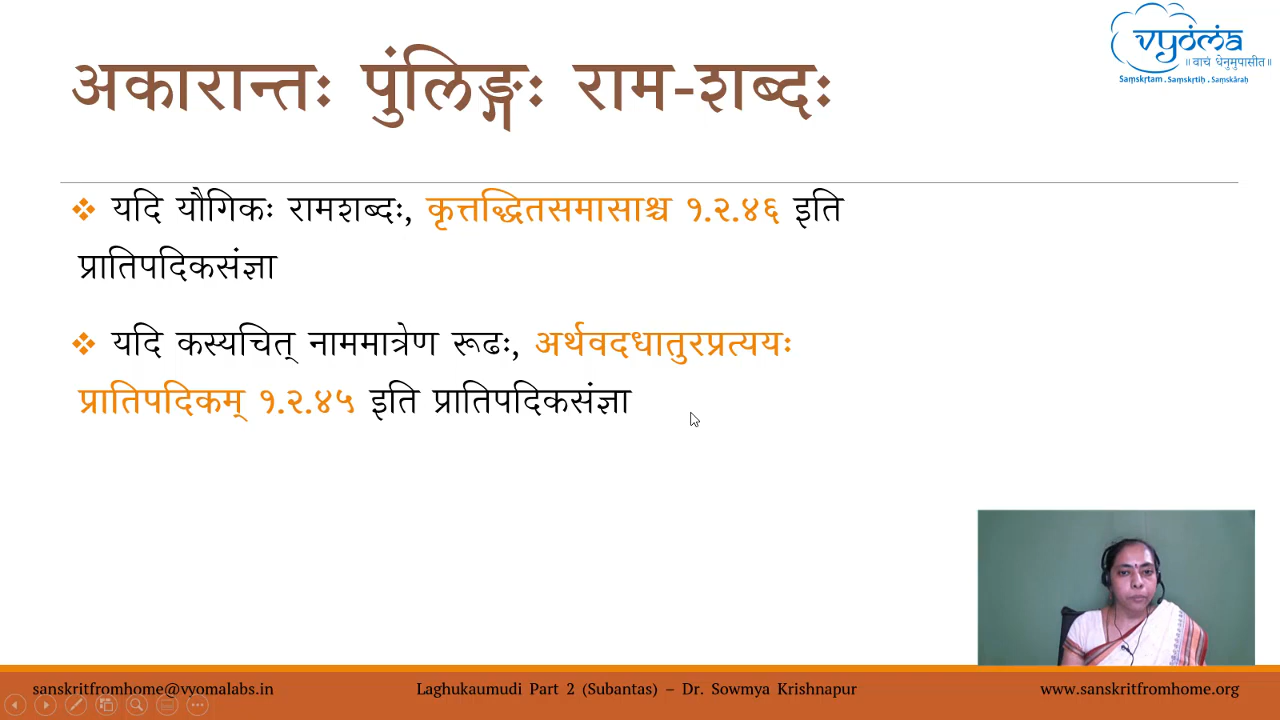 vyoma
॥ वाचं धेनुमुपासीत॥
Saṃskṛtam . Saṃskṛtiḥ . Saṃskārāḥ
अकारान्तः पुंलिङ्गः राम-शब्दः
❖ यदि यौगिकः रामशब्दः, कृत्तद्धितसमासाश्च १.२.४६ इति
प्रातिपदिकसंज्ञा
❖ यदि कस्यचित् नाममात्रेण रूढः, अर्थवदधातुरप्रत्ययः
प्रातिपदिकम् १.२.४५ इति प्रातिपदिकसंज्ञा
sanskritfromhome@vyomalabs.in
Laghukaumudi Part 2 (Subantas) – Dr. Sowmya Krishnapur
www.sanskritfromhome.org